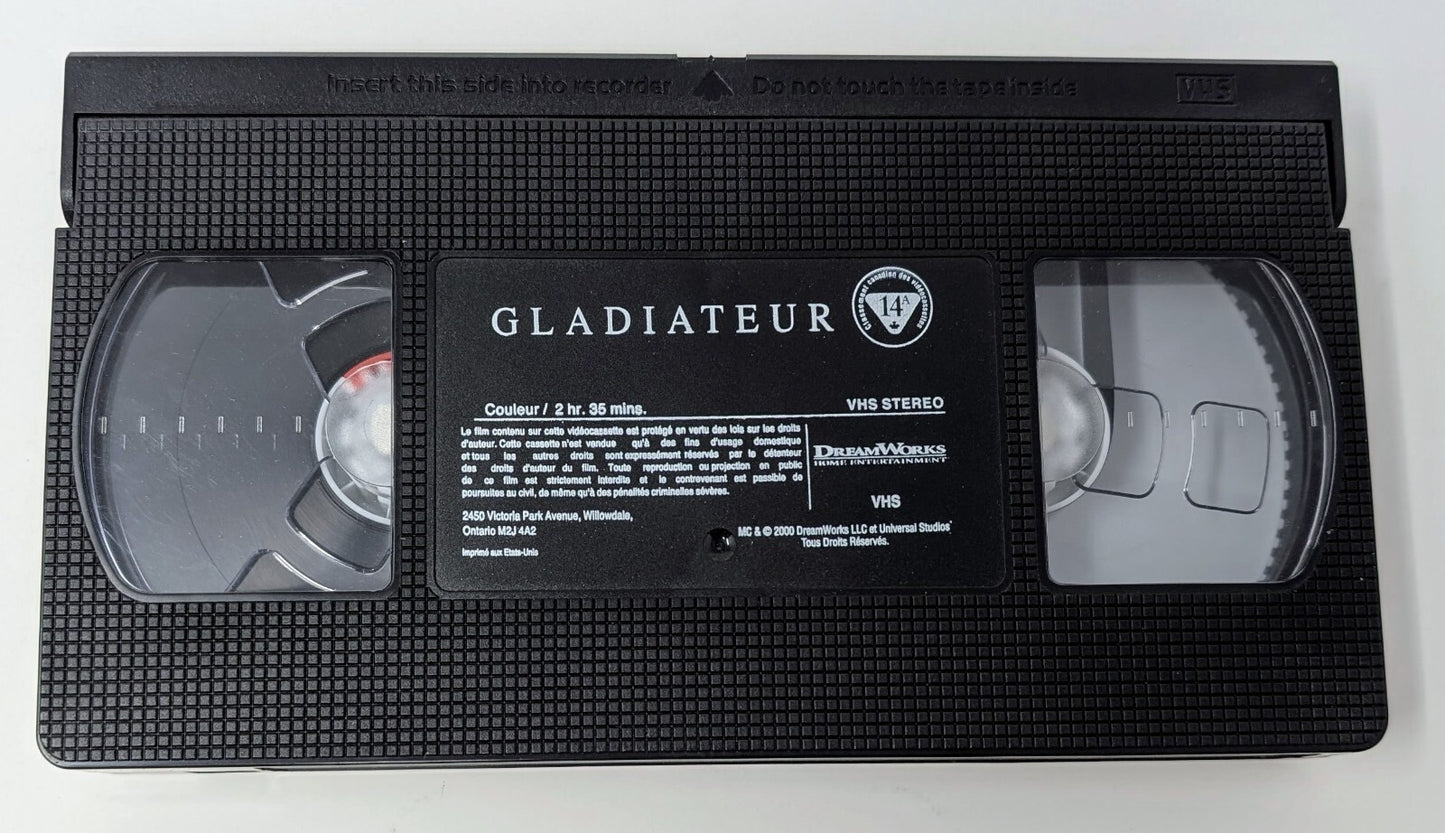 Insert this side into recorder Do not touch the tape inside VHS
GLADIATEUR
Classement canadien des vidéocassettes
14A
Couleur / 2 hr. 35 mins.
VHS STEREO
Le film contenu sur cette vidéocassette est protégé en vertu des lois sur les droits
d'auteur. Cette cassette n'est vendue qu'à des fins d'usage domestique
et tous les autres droits sont expressément réservés par le détenteur
des droits d'auteur du film. Toute reproduction ou projection en public
de ce film est strictement interdite et le contrevenant est passible de
poursuites au civil, de même qu'à des pénalités criminelles sévères.
DREAMWORKS
HOME ENTERTAINMENT
VHS
2450 Victoria Park Avenue, Willowdale,
Ontario M2J 4A2
Imprimé aux Etats-Unis
MC & © 2000 DreamWorks LLC et Universal Studios
Tous Droits Réservés.